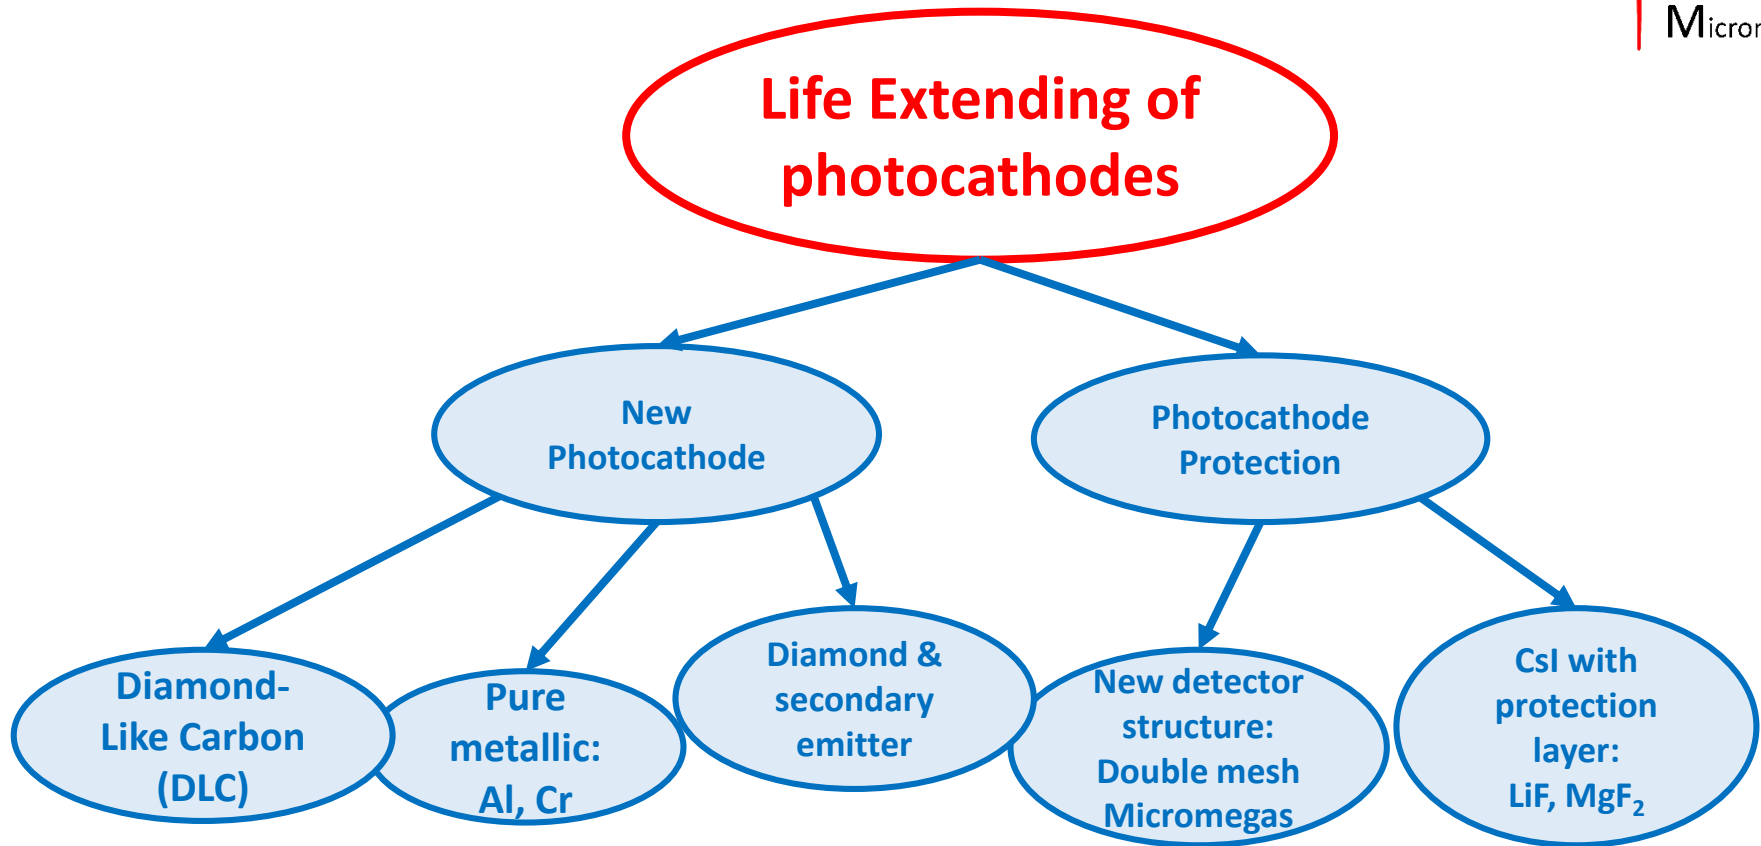 Micror
Life Extending of
photocathodes
New
Photocathode
Photocathode
Protection
Diamond-
Like Carbon
(DLC)
Pure
metallic:
Al, Cr
Diamond &
secondary
emitter
New detector
structure:
Double mesh
Micromegas
CsI with
protection
layer:
LiF, MgF₂